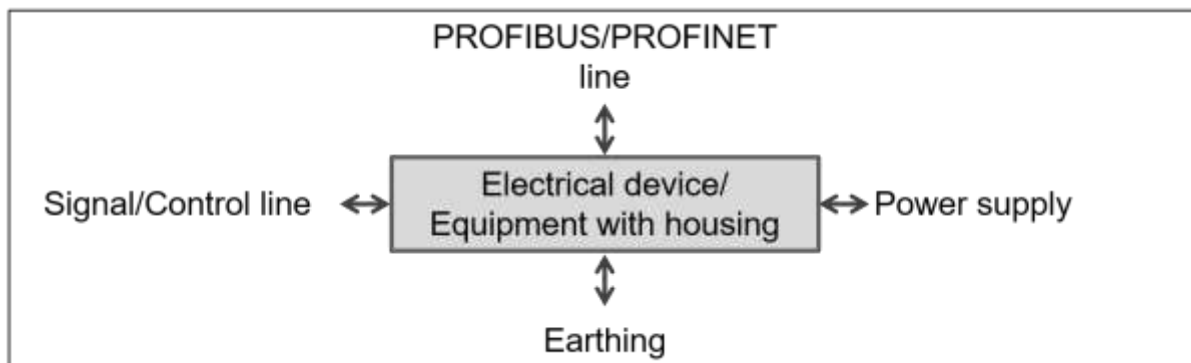 PROFIBUS/PROFINET
line
Signal/Control line
Electrical device/
Equipment with housing
Power supply
Earthing